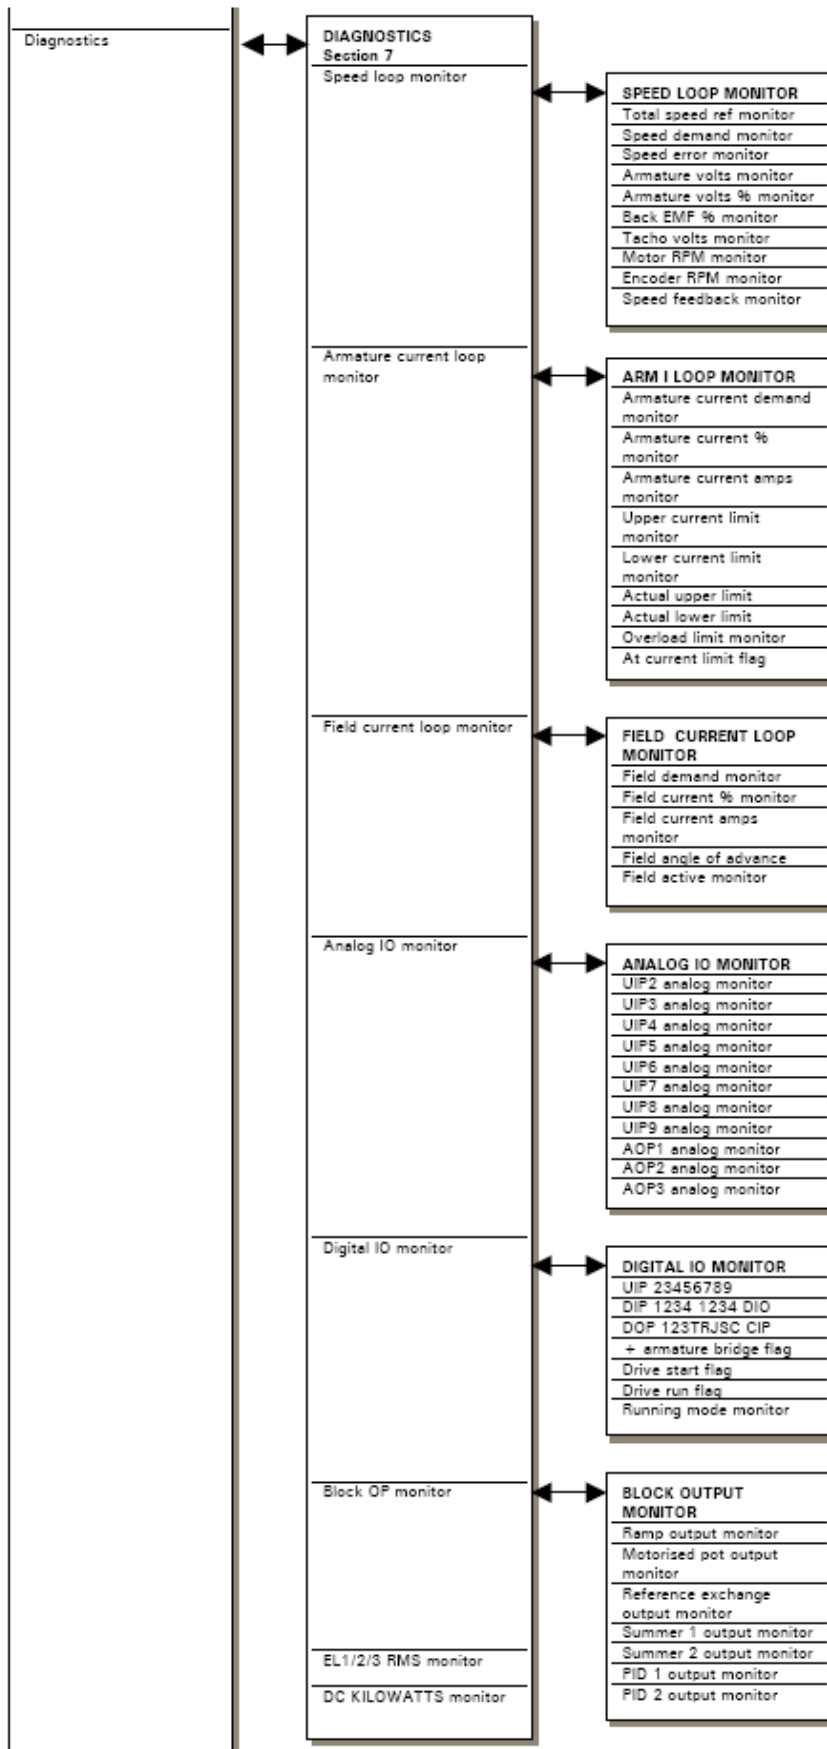 Diagnostics
DIAGNOSTICS
Section 7
Speed loop monitor
SPEED LOOP MONITOR
Total speed ref monitor
Speed demand monitor
Speed error monitor
Armature volts monitor
Armature volts % monitor
Back EMF % monitor
Tacho volts monitor
Motor RPM monitor
Encoder RPM monitor
Speed feedback monitor
Armature current loop
monitor
ARM I LOOP MONITOR
Armature current demand
monitor
Armature current %
monitor
Armature current amps
monitor
Upper current limit
monitor
Lower current limit
monitor
Actual upper limit
Actual lower limit
Overload limit monitor
At current limit flag
Field current loop monitor
FIELD CURRENT LOOP
MONITOR
Field demand monitor
Field current % monitor
Field current amps
monitor
Field angle of advance
Field active monitor
Analog IO monitor
ANALOG IO MONITOR
UIP2 analog monitor
UIP3 analog monitor
UIP4 analog monitor
UIP5 analog monitor
UIP6 analog monitor
UIP7 analog monitor
UIP8 analog monitor
UIP9 analog monitor
AOP1 analog monitor
AOP2 analog monitor
AOP3 analog monitor
Digital IO monitor
DIGITAL IO MONITOR
UIP 23456789
DIP 1234 1234 DIO
DOP 123TRJSC CIP
+ armature bridge flag
Drive start flag
Drive run flag
Running mode monitor
Block OP monitor
BLOCK OUTPUT
MONITOR
Ramp output monitor
Motorised pot output
monitor
Reference exchange
output monitor
Summer 1 output monitor
Summer 2 output monitor
PID 1 output monitor
PID 2 output monitor
EL1/2/3 RMS monitor
DC KILOWATTS monitor